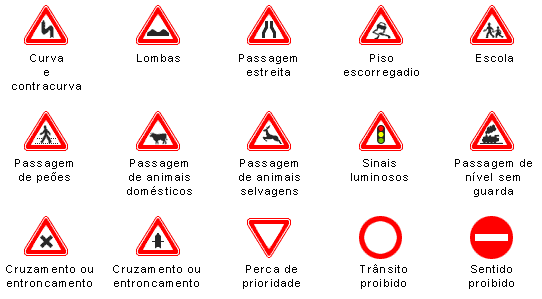 Curva
e
contracurva
Lombas
Passagem
estreita
Piso
escorregadio
Escola
Passagem
de peões
Passagem
de animais
domésticos
Passagem
de animais
selvagens
Sinais
luminosos
Passagem de
nível sem
guarda
Cruzamento ou
entroncamento
Cruzamento ou
entroncamento
Perca de
prioridade
Trânsito
proibido
Sentido
proibido